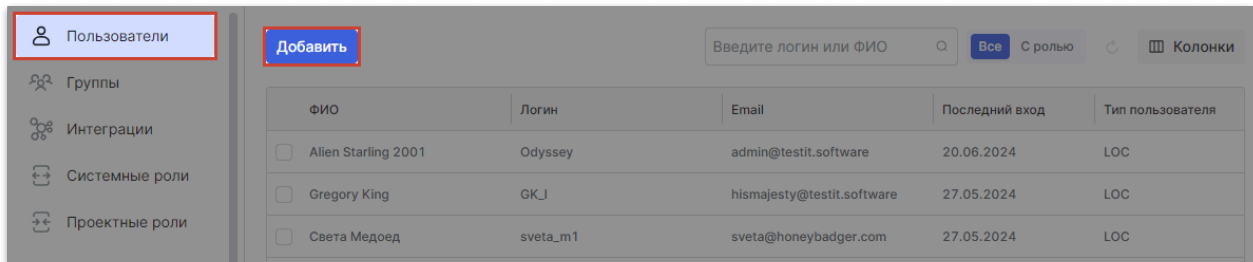 Пользователи
Группы
Интеграции
Системные роли
Проектные роли
Добавить
Введите логин или ФИО
Все С ролью
Колонки
ФИО Логин Email Последний вход Тип пользователя
Alien Starling 2001 Odyssey admin@testit.software 20.06.2024 LOC
Gregory King GK_I hismajesty@testit.software 27.05.2024 LOC
Света Медоед sveta_m1 sveta@honeybadger.com 27.05.2024 LOC